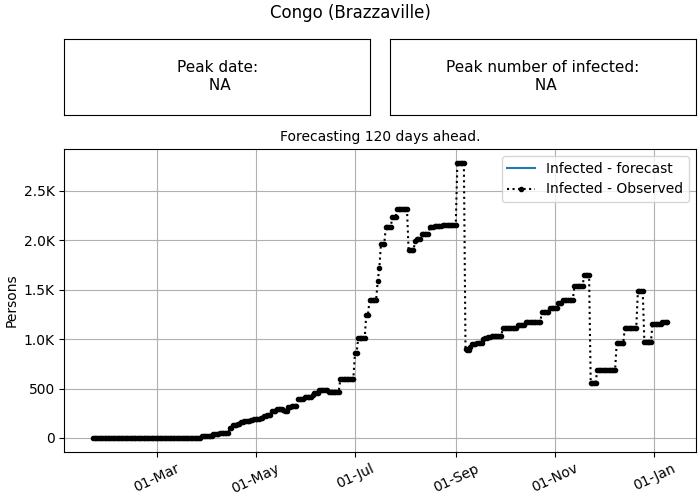 Congo (Brazzaville)
Peak date:
NA
Peak number of infected:
NA
Forecasting 120 days ahead.
Infected - forecast
Infected - Observed
2.5K
2.0K
1.5K
1.0K
500
0
Persons
01-Mar
01-May
01-Jul
01-Sep
01-Nov
01-Jan